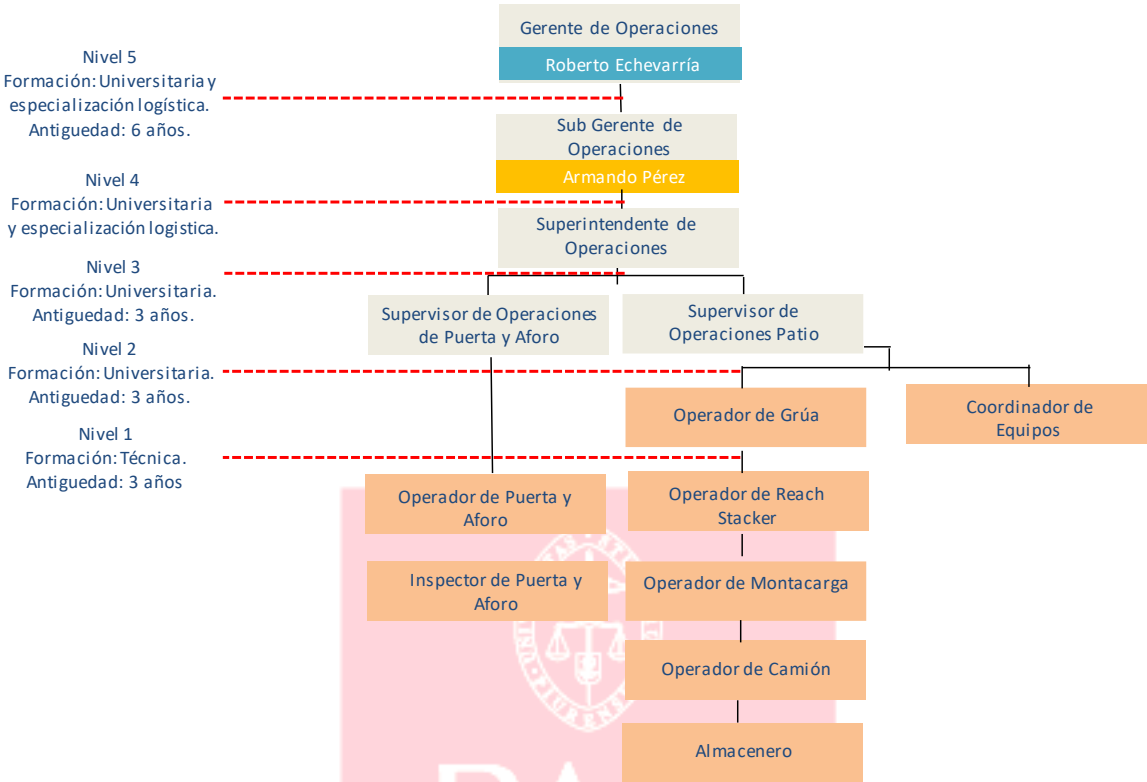 Gerente de Operaciones
Roberto Echevarría
Nivel 5
Formación: Universitaria y
especialización logística.
Antiguedad: 6 años.
Sub Gerente de
Operaciones
Armando Pérez
Nivel 4
Formación: Universitaria
y especialización logistica.
Superintendente de
Operaciones
Nivel 3
Formación: Universitaria.
Antiguedad: 3 años.
Supervisor de Operaciones
de Puerta y Aforo
Supervisor de
Operaciones Patio
Nivel 2
Formación: Universitaria.
Antiguedad: 3 años.
Operador de Grúa
Coordinador de
Equipos
Nivel 1
Formación: Técnica.
Antiguedad: 3 años
Operador de Puerta y
Aforo
Operador de Reach
Stacker
Inspector de Puerta y
Aforo
Operador de Montacarga
Operador de Camión
Almacenero